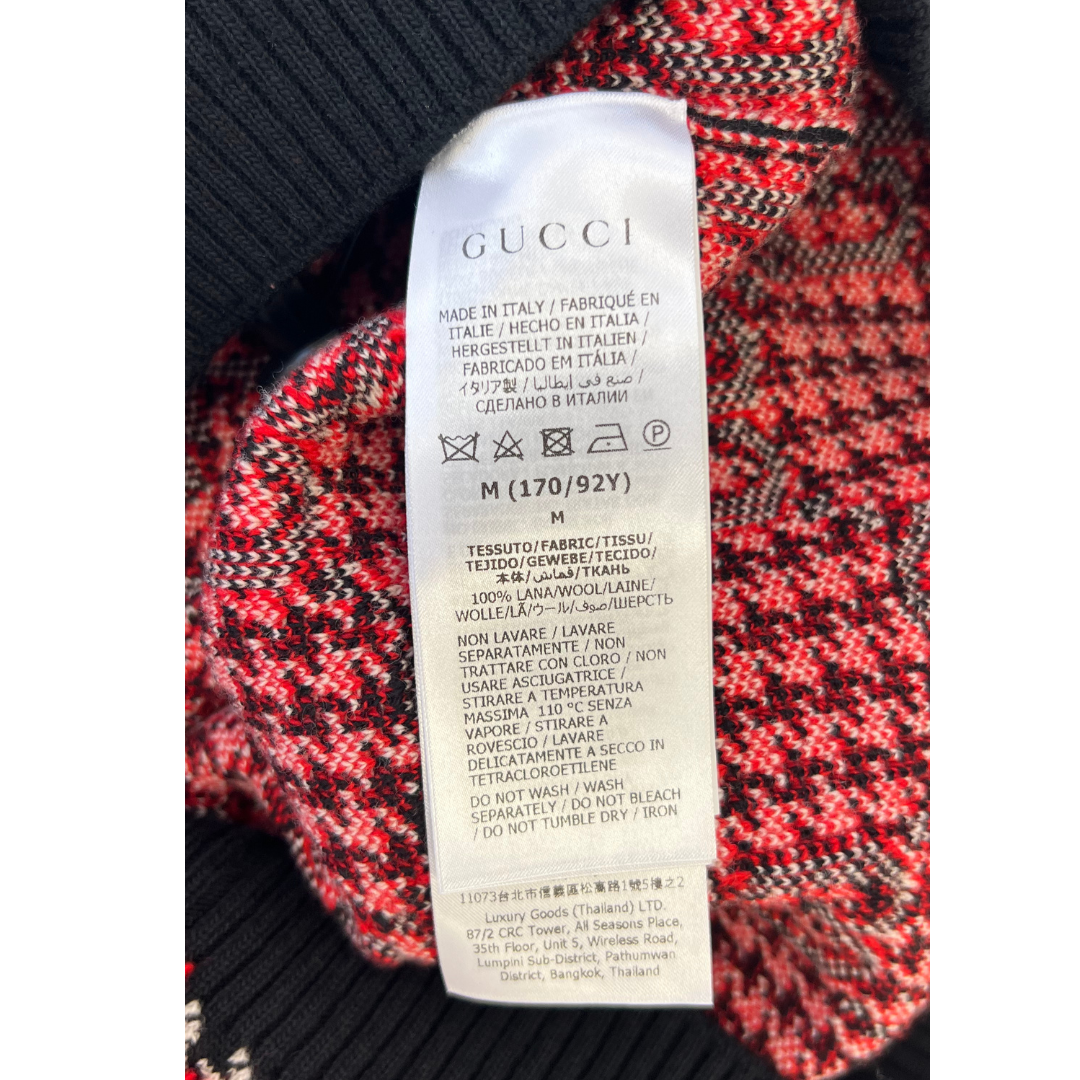 GUCCI
MADE IN ITALY / FABRIQUÉ EN
ITALIE / HECHO EN ITALIA /
HERGESTELLT IN ITALIEN /
FABRICADO EM ITÁLIA /
イタリア製 / صنع في إيطاليا /
СДЕЛАНО В ИТАЛИИ
P
M (170/92Y)
M
TESSUTO/FABRIC/TISSU/
TEJIDO/GEWEBE/TECIDO/
本体/قماش/ТКАНЬ
100% LANA/WOOL/LAINE/
WOLLE/LÃ/ウール/صوف/ШЕРСТЬ
NON LAVARE / LAVARE
SEPARATAMENTE / NON
TRATTARE CON CLORO / NON
USARE ASCIUGATRICE /
STIRARE A TEMPERATURA
MASSIMA 110 °C SENZA
VAPORE / STIRARE A
ROVESCIO / LAVARE
DELICATAMENTE A SECCO IN
TETRACLOROETILENE
DO NOT WASH / WASH
SEPARATELY / DO NOT BLEACH
/ DO NOT TUMBLE DRY / IRON
11073台北市信義區松高路1號5樓之2
Luxury Goods (Thailand) LTD.
87/2 CRC Tower, All Seasons Place,
35th Floor, Unit 5, Wireless Road,
Lumpini Sub-District, Pathumwan
District, Bangkok, Thailand